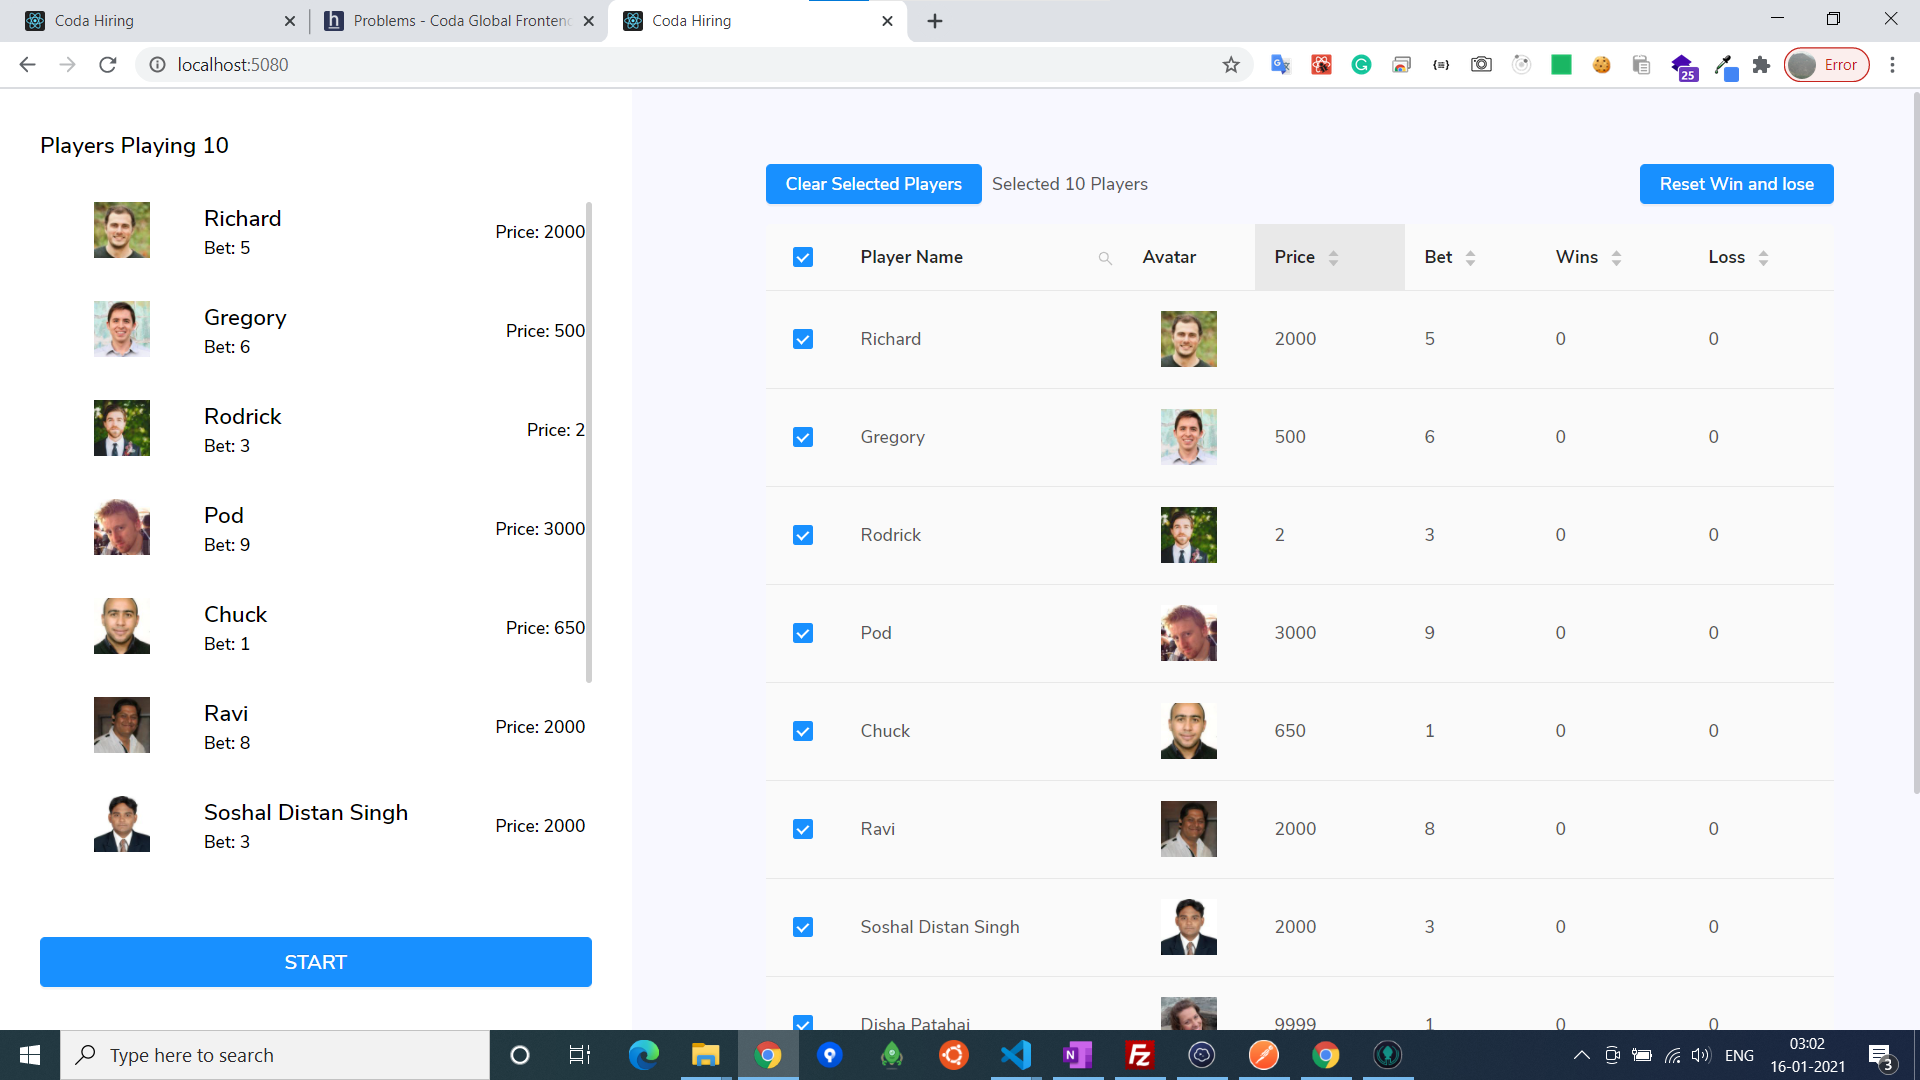 Coda Hiring
Problems - Coda Global Frontend
Coda Hiring
localhost:5080
25
Error
Players Playing 10
Richard
Bet: 5
Price: 2000
Gregory
Bet: 6
Price: 500
Rodrick
Bet: 3
Price: 2
Pod
Bet: 9
Price: 3000
Chuck
Bet: 1
Price: 650
Ravi
Bet: 8
Price: 2000
Soshal Distan Singh
Bet: 3
Price: 2000
START
Clear Selected Players Selected 10 Players Reset Win and lose
Player Name Avatar Price Bet Wins Loss
Richard 2000 5 0 0
Gregory 500 6 0 0
Rodrick 2 3 0 0
Pod 3000 9 0 0
Chuck 650 1 0 0
Ravi 2000 8 0 0
Soshal Distan Singh 2000 3 0 0
Disha Patahai 9999 1 0 0
Type here to search
ENG
03:02
16-01-2021
3